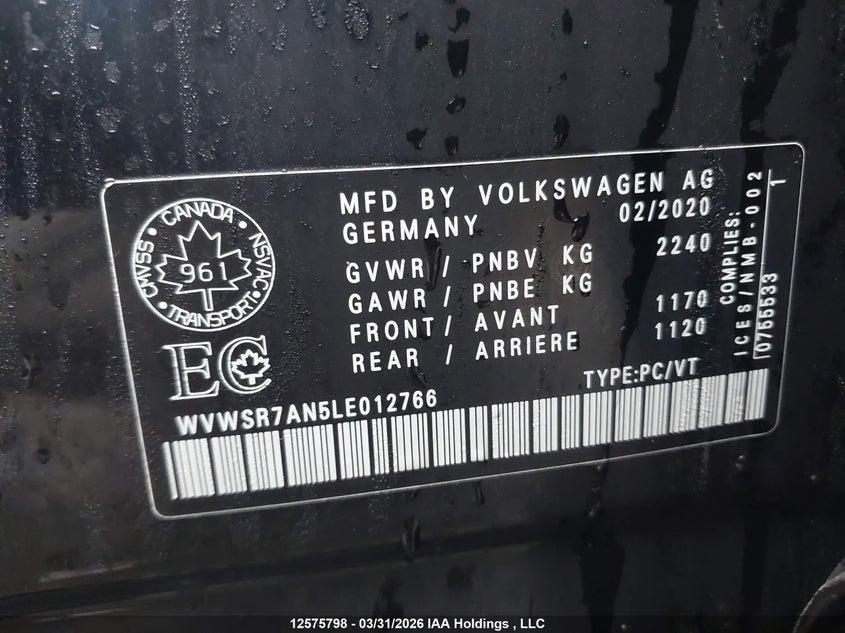 MFD BY VOLKSWAGEN AG
GERMANY 02/2020
GVWR / PNBV KG 2240
GAWR / PNBE KG
FRONT/ AVANT 1170
REAR / ARRIERE 1120
TYPE:PC/VT
COMPLIES:
ICES/NMB-002
10755533 1
CANADA
CMVSS
NSVAC
961
TRANSPORT
EC
WVWSR7AN5LE012766
12575798 - 03/31/2026 IAA Holdings , LLC